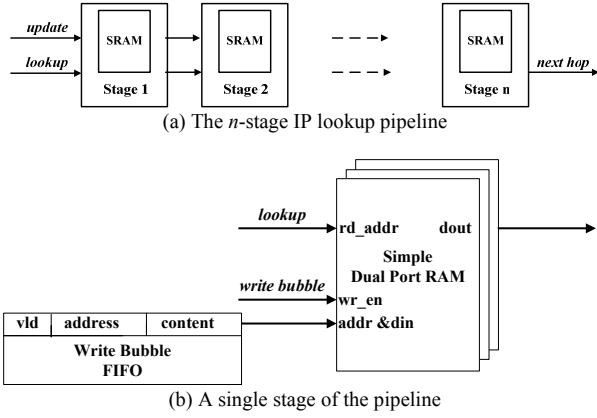 update
lookup
SRAM
Stage 1
SRAM
Stage 2
SRAM
Stage n
next hop
(a) The n-stage IP lookup pipeline
lookup
rd_addr dout
Simple
Dual Port RAM
write bubble
wr_en
addr &din
vld address content
Write Bubble
FIFO
(b) A single stage of the pipeline